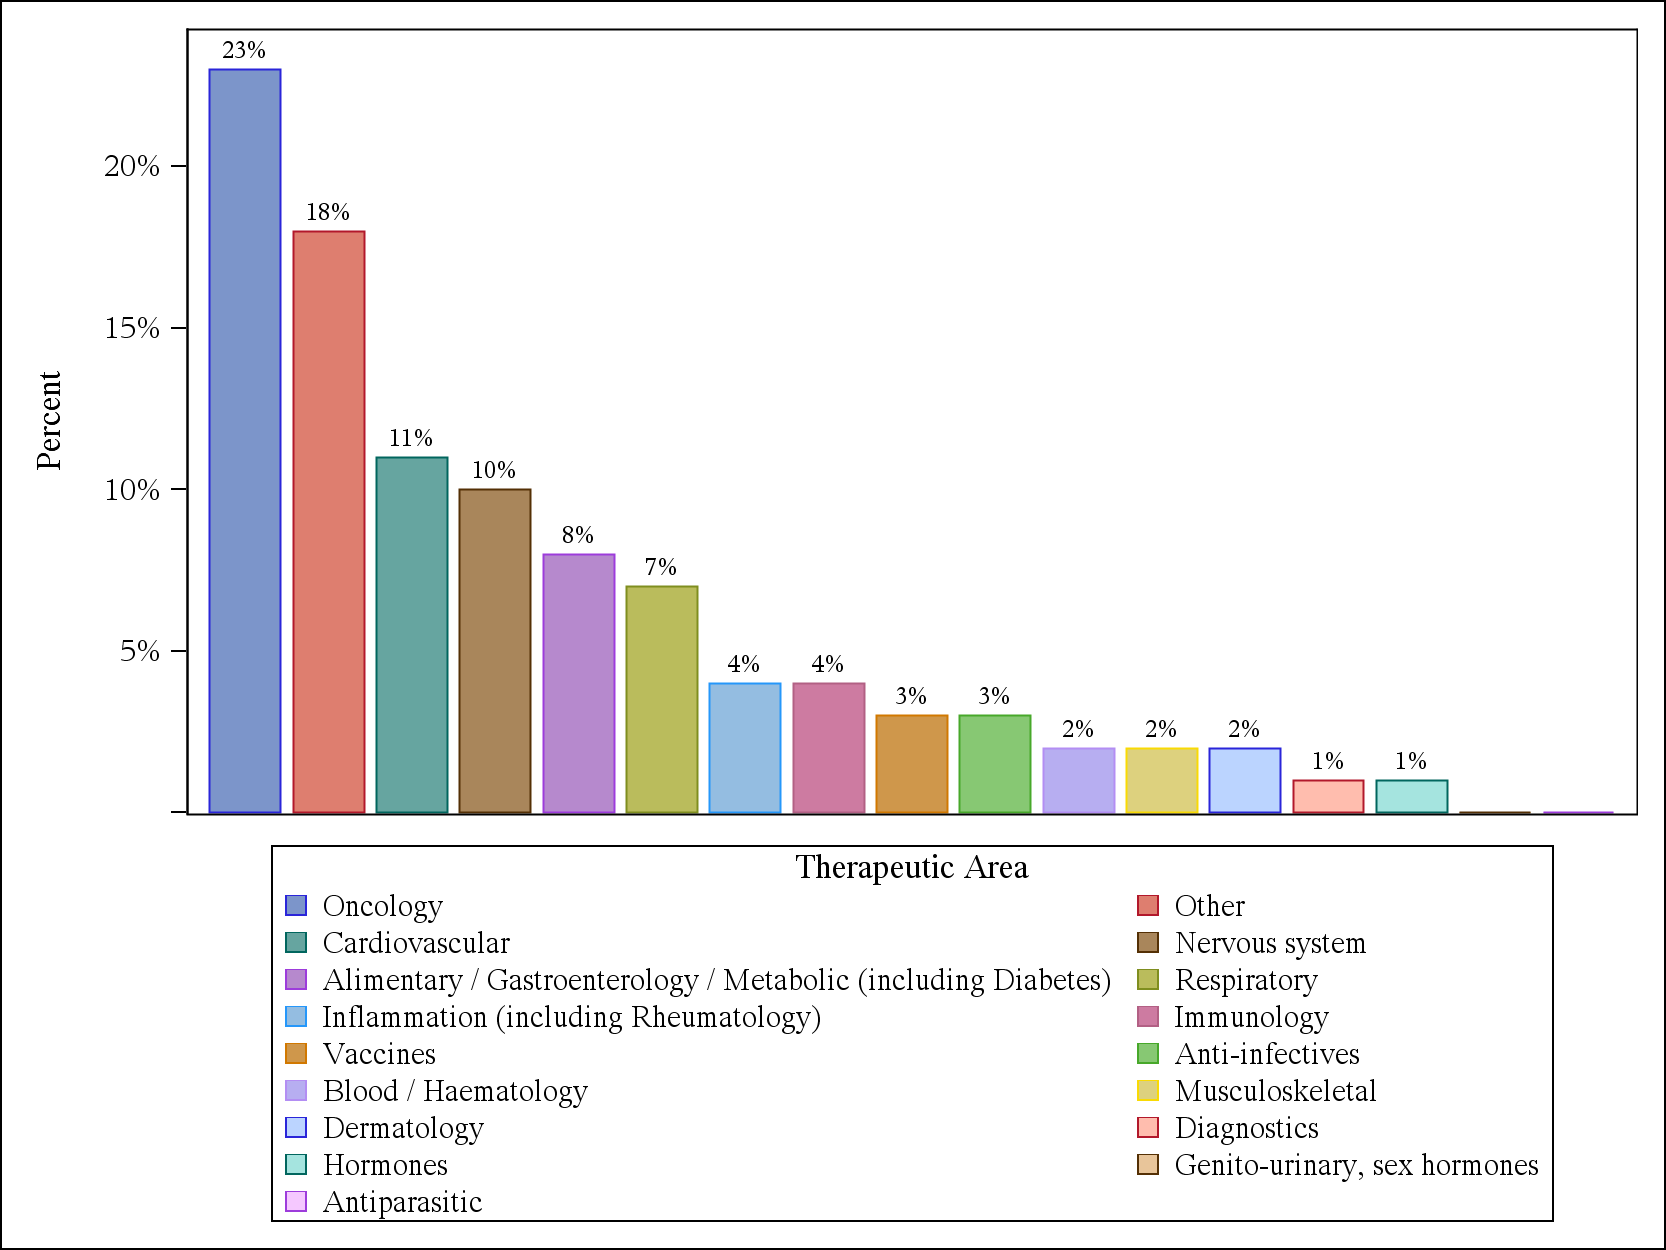 23%
18%
11%
10%
8%
7%
4%
4%
3%
3%
2%
2%
2%
1%
1%
20%
15%
10%
5%
Percent
Therapeutic Area
Oncology
Other
Cardiovascular
Nervous system
Alimentary / Gastroenterology / Metabolic (including Diabetes)
Respiratory
Inflammation (including Rheumatology)
Immunology
Vaccines
Anti-infectives
Blood / Haematology
Musculoskeletal
Dermatology
Diagnostics
Hormones
Genito-urinary, sex hormones
Antiparasitic